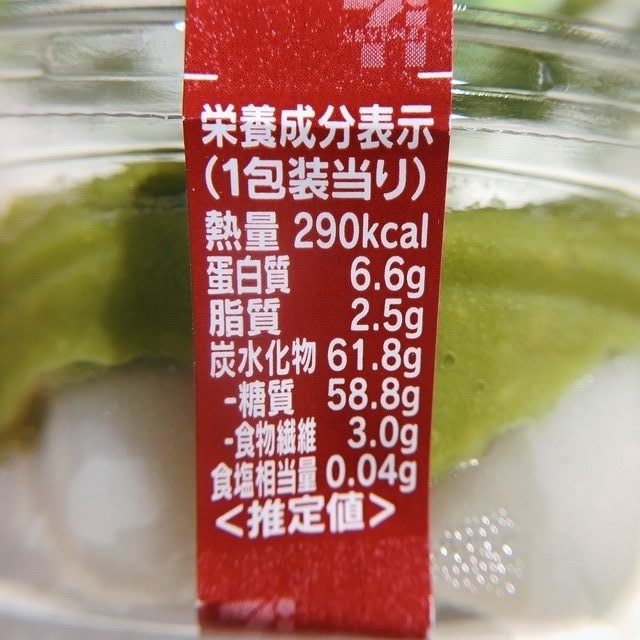 栄養成分表示
(1包装当り)
熱量 290kcal
蛋白質 6.6g
脂質 2.5g
炭水化物 61.8g
-糖質 58.8g
-食物繊維 3.0g
食塩相当量 0.04g
<推定値>